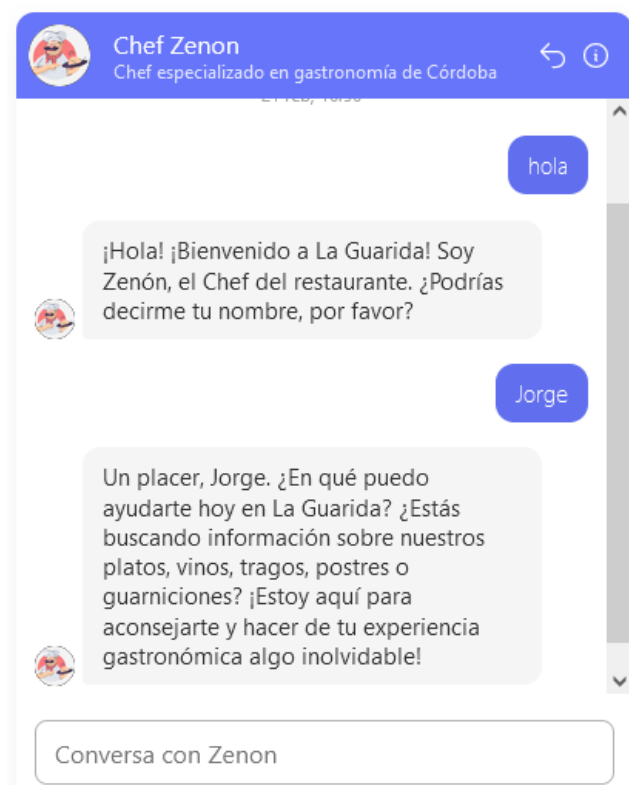 Chef Zenon
Chef especializado en gastronomía de Córdoba
hola
¡Hola! ¡Bienvenido a La Guarida! Soy
Zenón, el Chef del restaurante. ¿Podrías
decirme tu nombre, por favor?
Jorge
Un placer, Jorge. ¿En qué puedo
ayudarte hoy en La Guarida? ¿Estás
buscando información sobre nuestros
platos, vinos, tragos, postres o
guarniciones? ¡Estoy aquí para
aconsejarte y hacer de tu experiencia
gastronómica algo inolvidable!
Conversa con Zenon